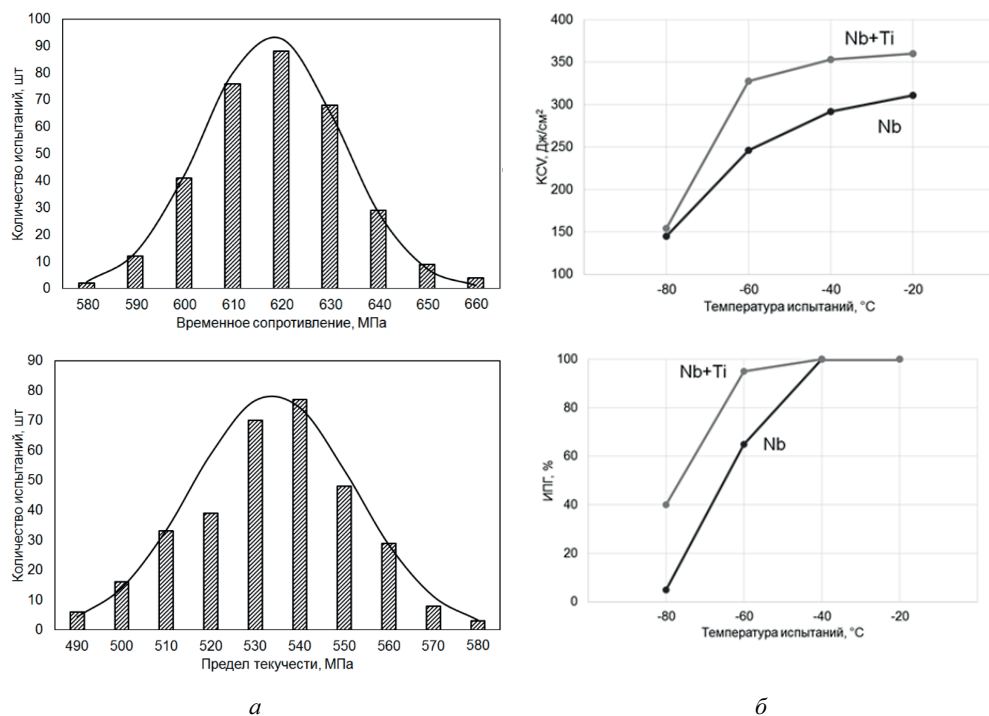 Количество испытаний, шт
100
90
80
70
60
50
40
30
20
10
0
580 590 600 610 620 630 640 650 660
Временное сопротивление, МПа
KCV, Дж/см²
400
350
300
250
200
150
100
Nb+Ti
Nb
-80 -60 -40 -20
Температура испытаний, °C
Количество испытаний, шт
90
80
70
60
50
40
30
20
10
0
490 500 510 520 530 540 550 560 570 580
Предел текучести, МПа
ИПГ, %
100
80
60
40
20
0
Nb+Ti
Nb
-80 -60 -40 -20
Температура испытаний, °C
а
б